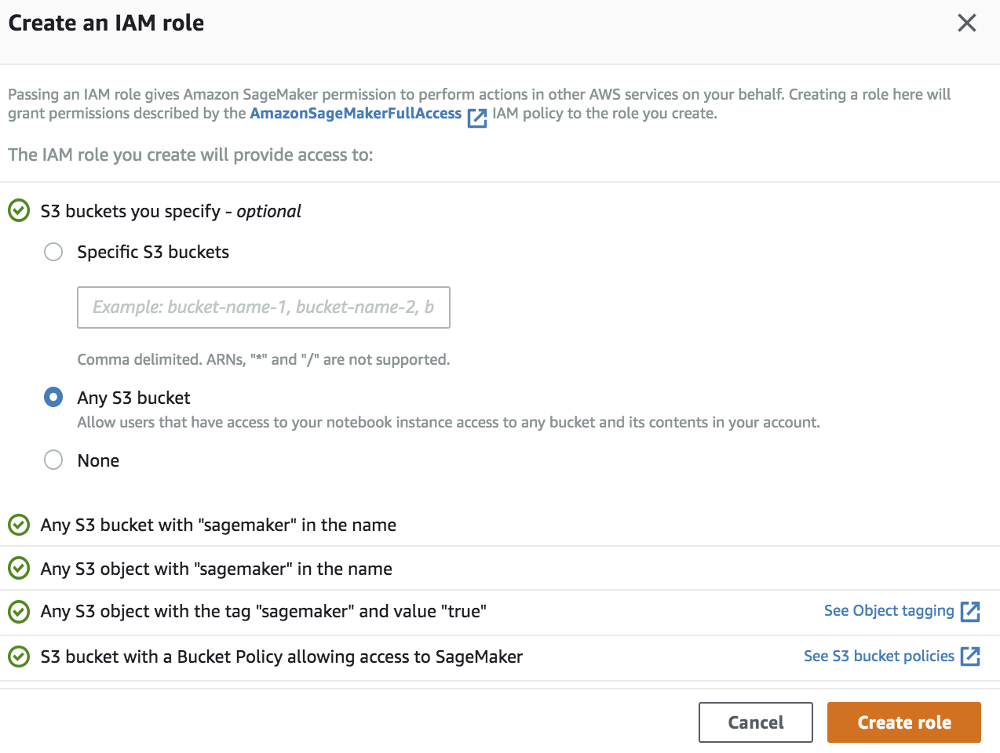 Create an IAM role
Passing an IAM role gives Amazon SageMaker permission to perform actions in other AWS services on your behalf. Creating a role here will
grant permissions described by the AmazonSageMakerFullAccess IAM policy to the role you create.
The IAM role you create will provide access to:
S3 buckets you specify - optional
Specific S3 buckets
Example: bucket-name-1, bucket-name-2, b
Comma delimited. ARNs, "*" and "/" are not supported.
Any S3 bucket
Allow users that have access to your notebook instance access to any bucket and its contents in your account.
None
Any S3 bucket with "sagemaker" in the name
Any S3 object with "sagemaker" in the name
Any S3 object with the tag "sagemaker" and value "true" See Object tagging
S3 bucket with a Bucket Policy allowing access to SageMaker See S3 bucket policies
Cancel Create role